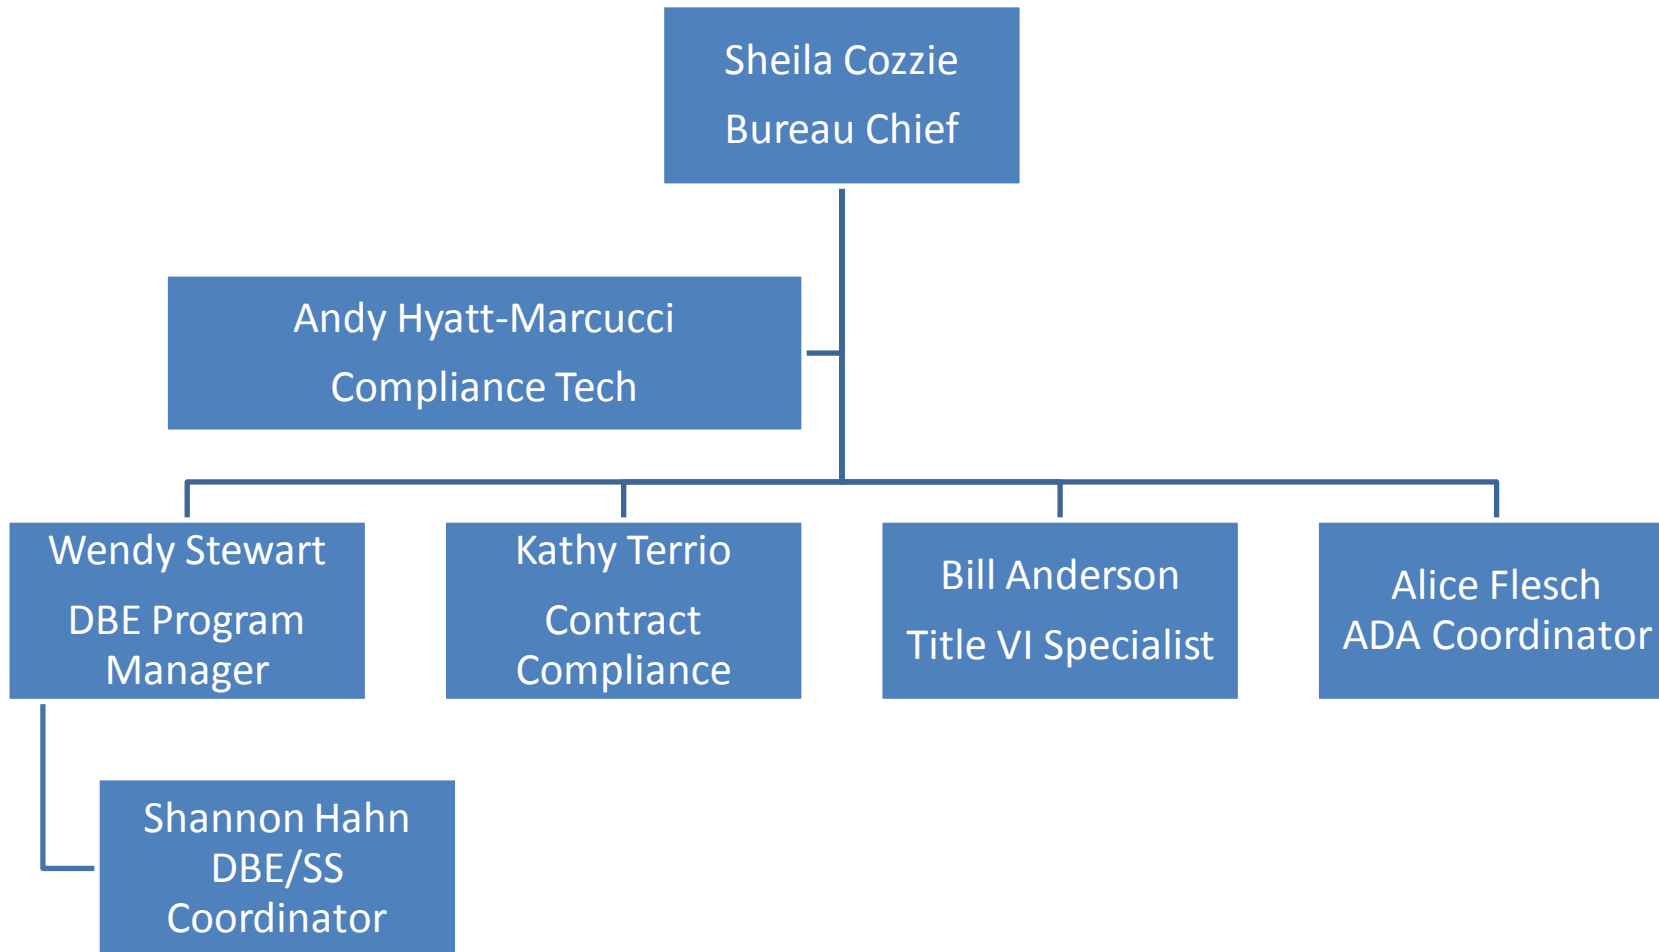 Sheila Cozzie
Bureau Chief
Andy Hyatt-Marcucci
Compliance Tech
Wendy Stewart
DBE Program
Manager
Kathy Terrio
Contract
Compliance
Bill Anderson
Title VI Specialist
Alice Flesch
ADA Coordinator
Shannon Hahn
DBE/SS
Coordinator